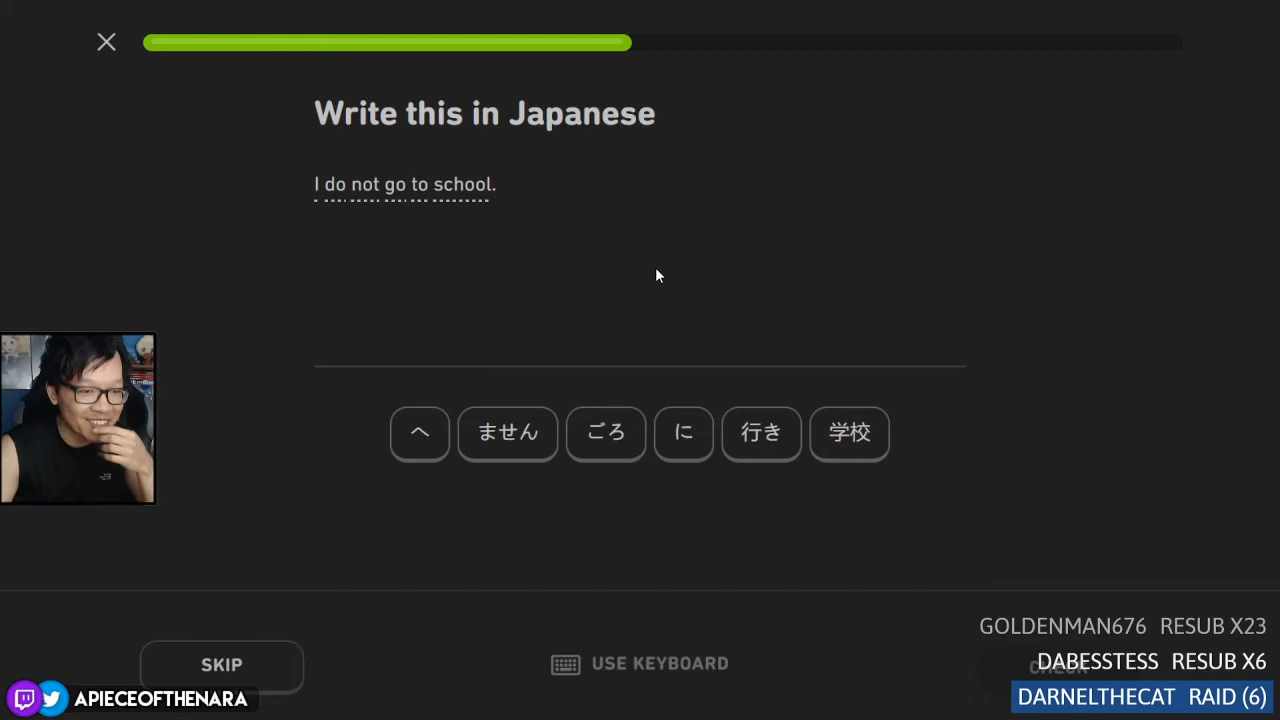 Write this in Japanese
I do not go to school.
へ
ません
ごろ
に
行き
学校
SKIP
USE KEYBOARD
CHECK
GOLDENMAN676 RESUB X23
DABESSTESS RESUB X6
DARNELTHECAT RAID (6)
APIECEOFTHENARA